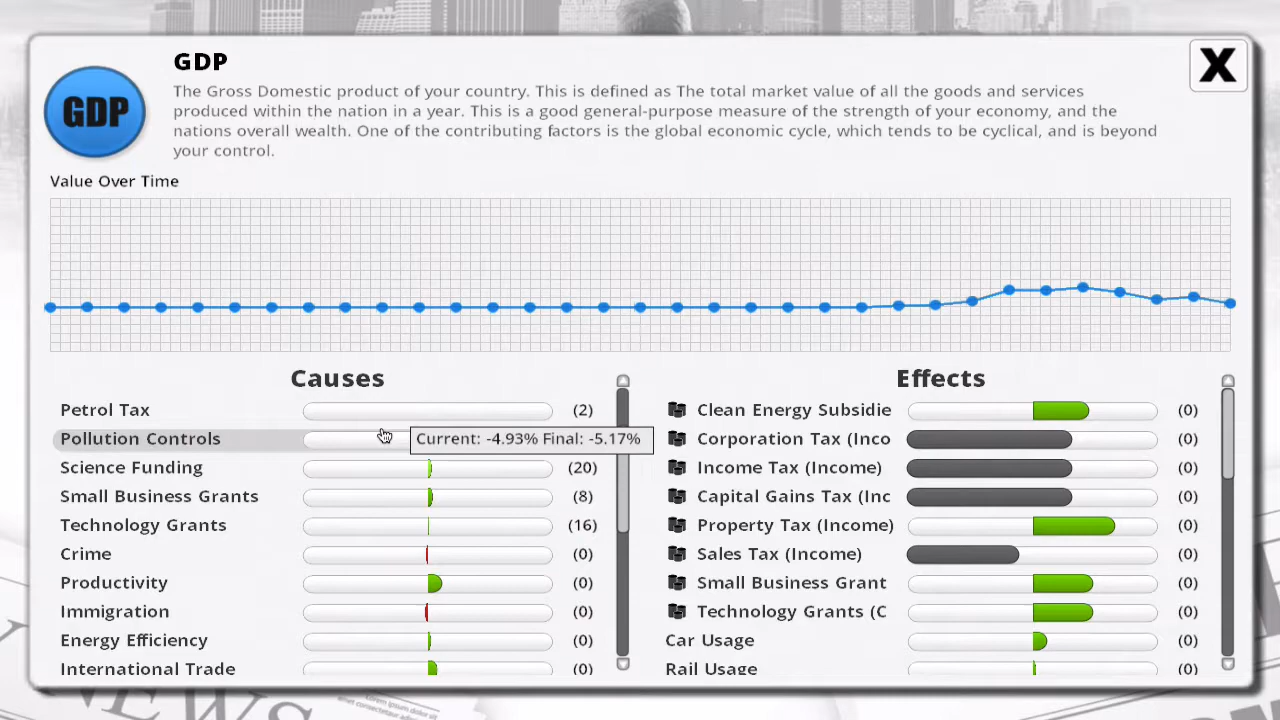 GDP
GDP
The Gross Domestic product of your country. This is defined as The total market value of all the goods and services
produced within the nation in a year. This is a good general-purpose measure of the strength of your economy, and the
nations overall wealth. One of the contributing factors is the global economic cycle, which tends to be cyclical, and is beyond
your control.
X
Value Over Time
Causes
Petrol Tax (2)
Pollution Controls
Current: -4.93% Final: -5.17%
Science Funding (20)
Small Business Grants (8)
Technology Grants (16)
Crime (0)
Productivity (0)
Immigration (0)
Energy Efficiency (0)
International Trade (0)
Effects
Clean Energy Subsidie (0)
Corporation Tax (Inco (0)
Income Tax (Income) (0)
Capital Gains Tax (Inc (0)
Property Tax (Income) (0)
Sales Tax (Income) (0)
Small Business Grant (0)
Technology Grants (C (0)
Car Usage (0)
Rail Usage (0)
NEWS